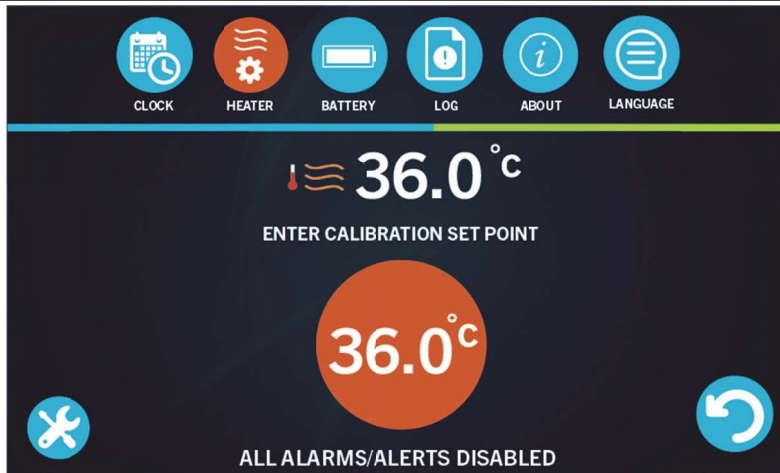 CLOCK HEATER BATTERY LOG ABOUT LANGUAGE
36.0°C
ENTER CALIBRATION SET POINT
36.0°C
ALL ALARMS/ALERTS DISABLED